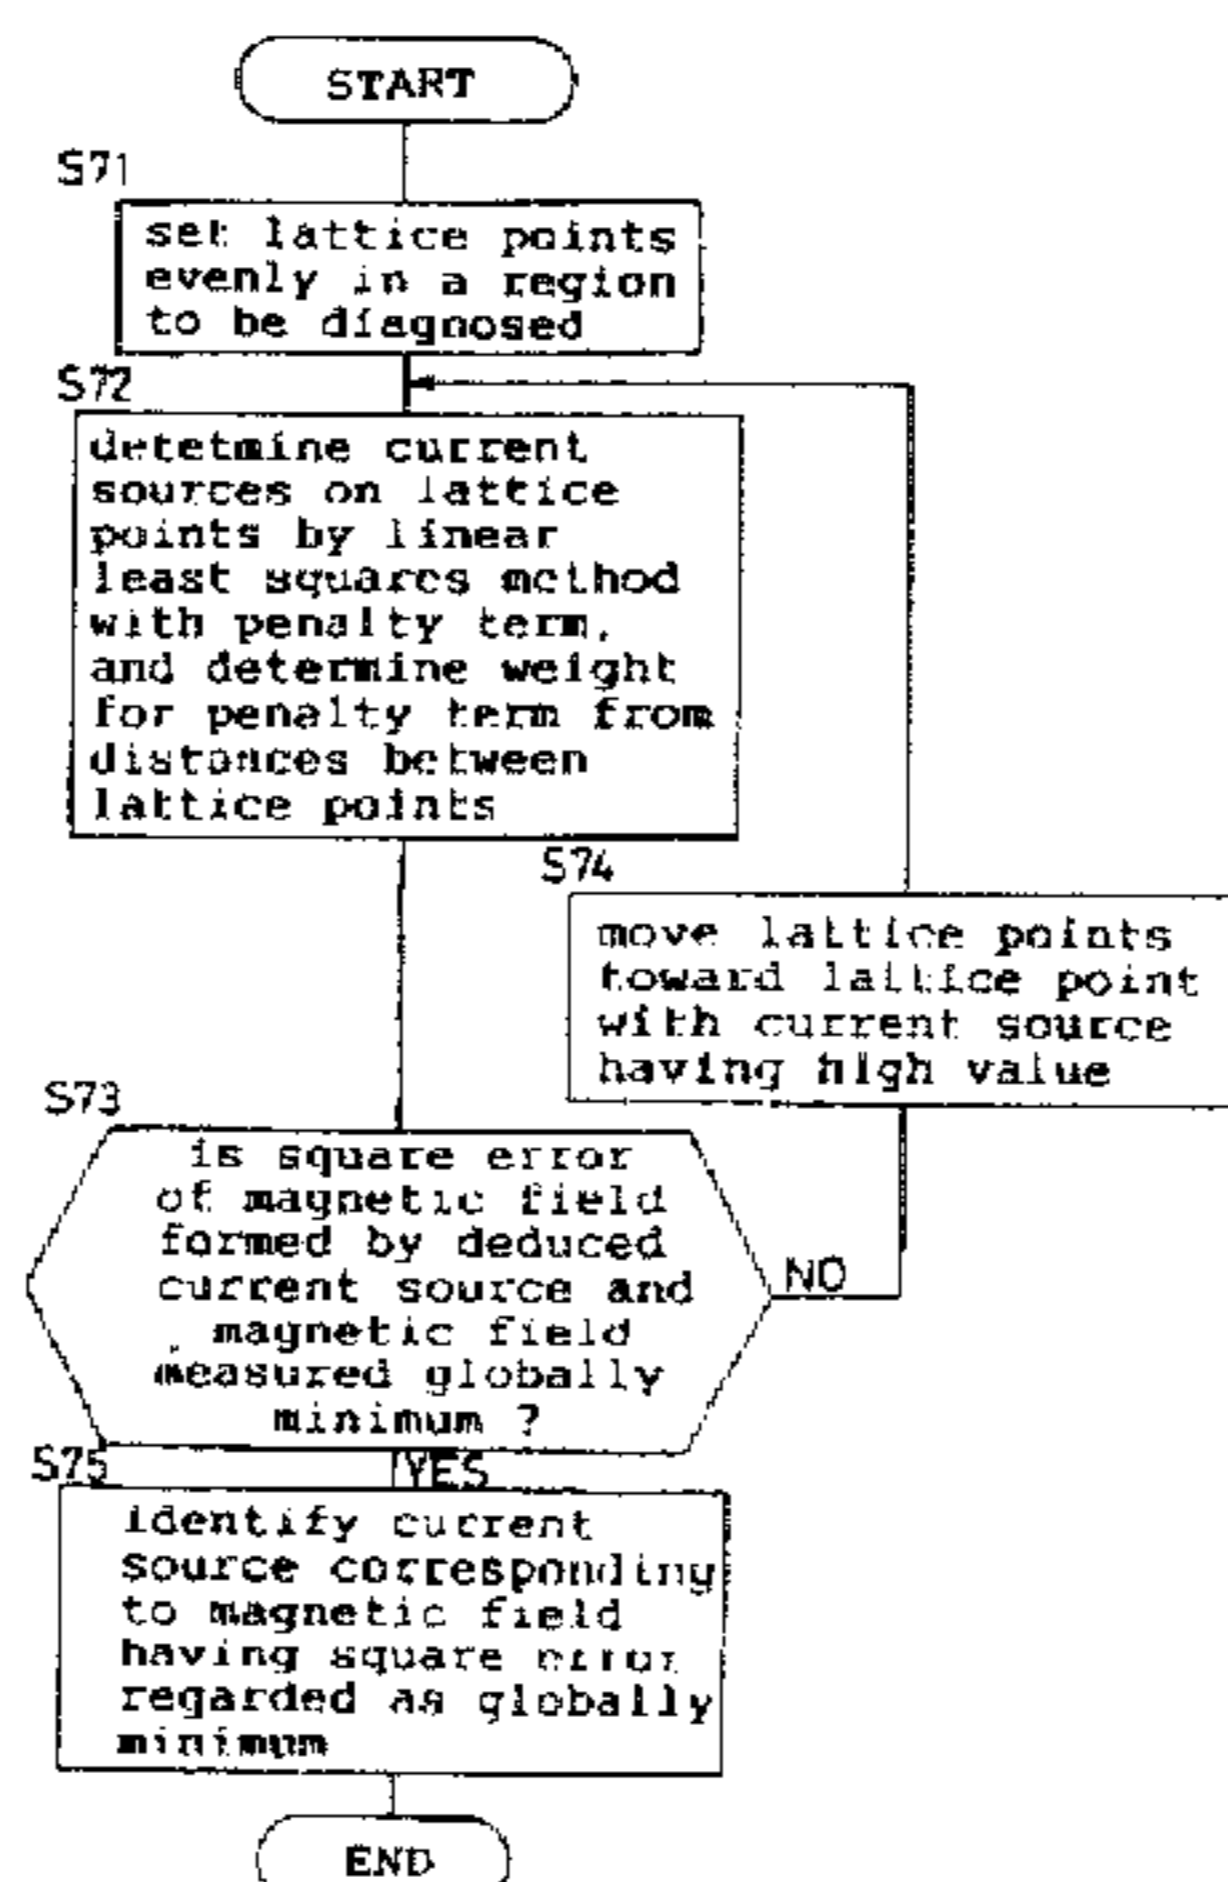 START
S71
set lattice points
evenly in a region
to be diagnosed
S72
detetmine current
sources on lattice
points by linear
least squares method
with penalty term,
and determine weight
for penalty term from
distances between
lattice points
S74
move lattice points
toward lattice point
with current source
having high value
S73
is square error
of magnetic field
formed by deduced
current source and
magnetic field
measured globally
minimum ?
NO
YES
S75
identify current
source corresponding
to magnetic field
having square error
regarded as globally
minimum
END